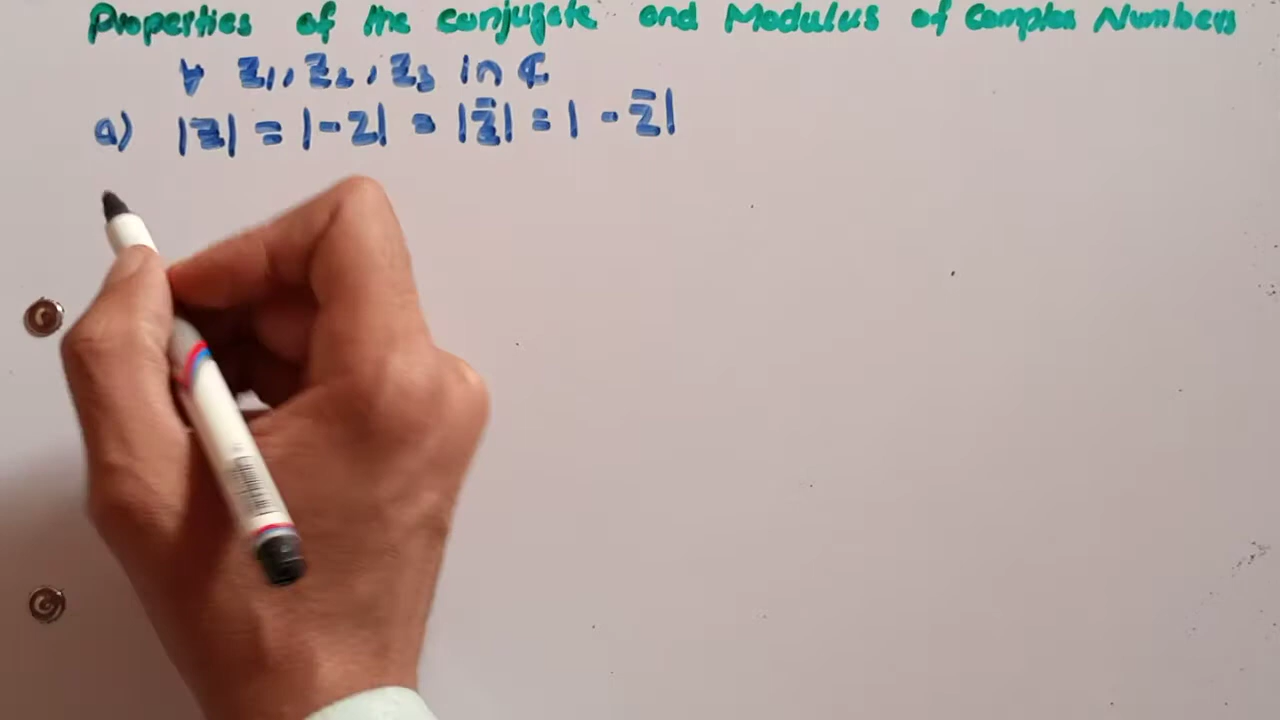 Properties of the conjugate and Modulus of Complex Numbers
∀ z₁, z₂, z₃ in ₵
a) |z| = |-z| = |z̄| = |-z̄|